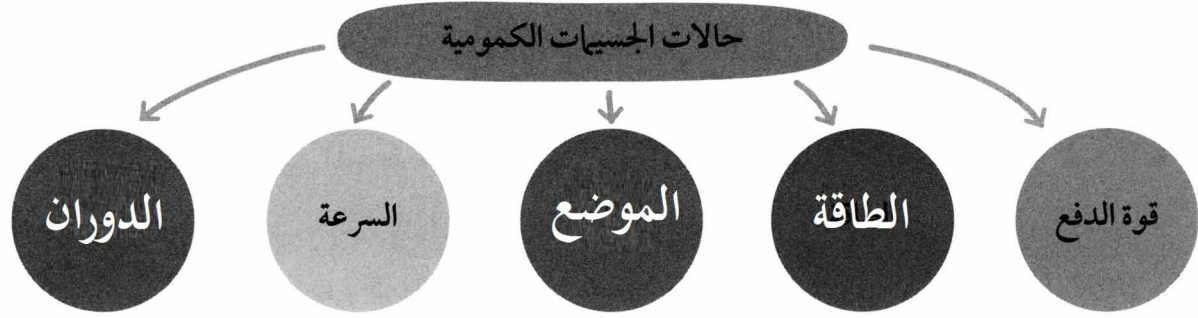 حالات الجسيمات الكمومية
قوة الدفع
الطاقة
الموضع
السرعة
الدوران